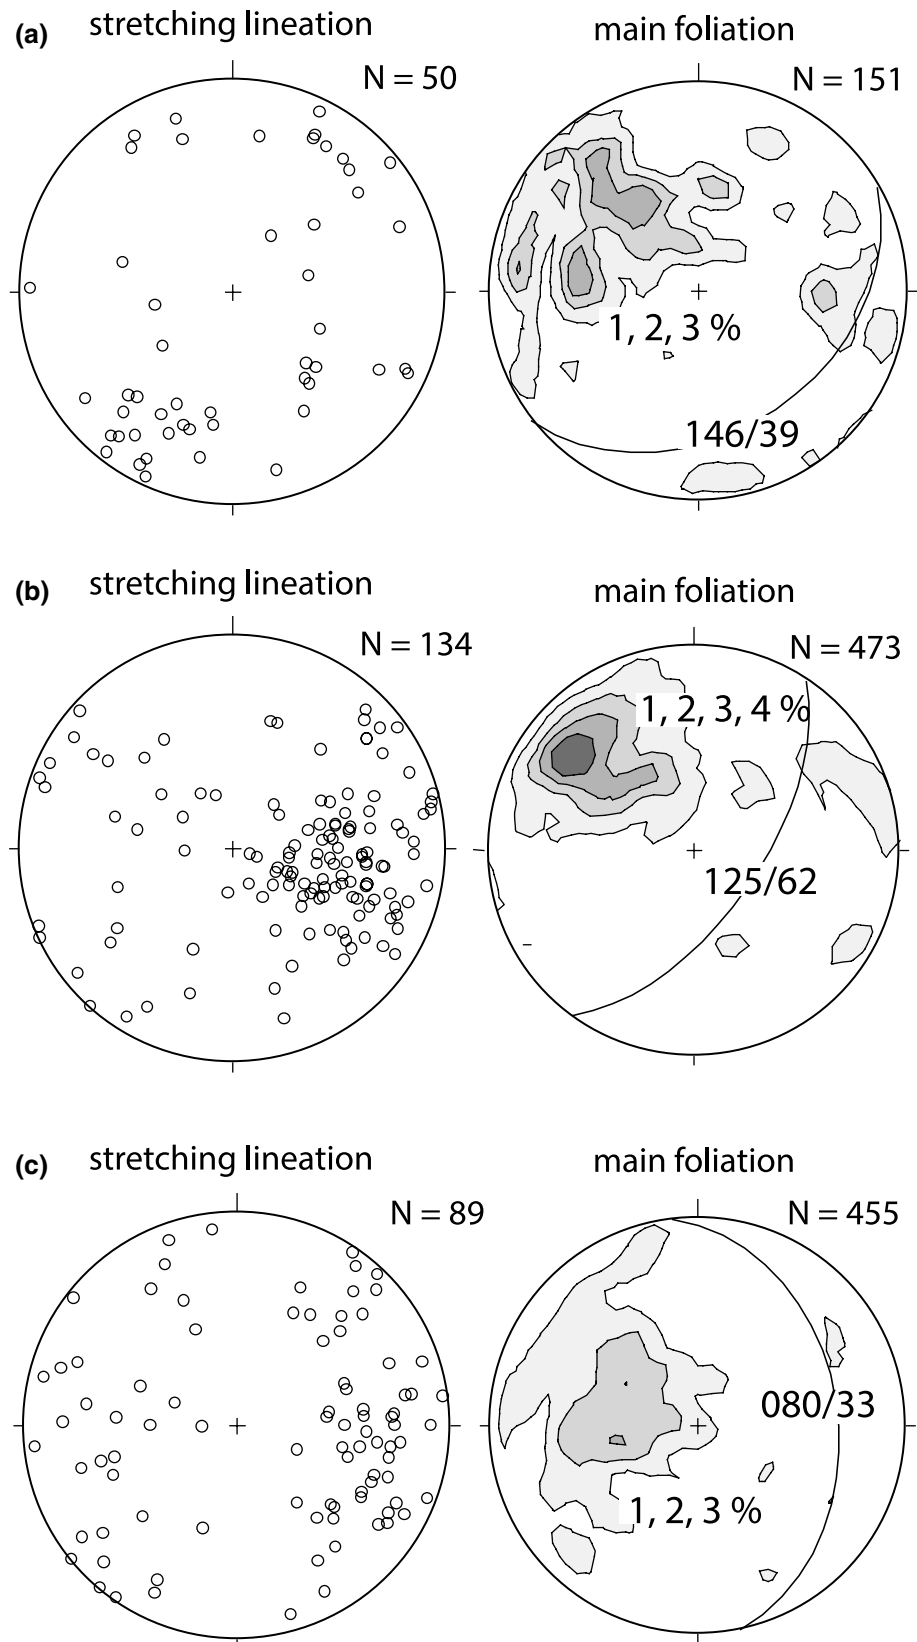 (a)
stretching lineation
N = 50
main foliation
N = 151
1, 2, 3 %
146/39
(b)
stretching lineation
N = 134
main foliation
N = 473
1, 2, 3, 4 %
125/62
(c)
stretching lineation
N = 89
main foliation
N = 455
080/33
1, 2, 3 %